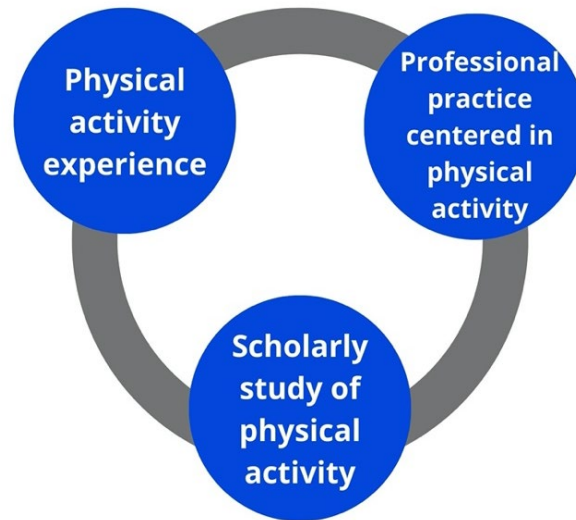 Physical
activity
experience
Professional
practice
centered in
physical
activity
Scholarly
study of
physical
activity